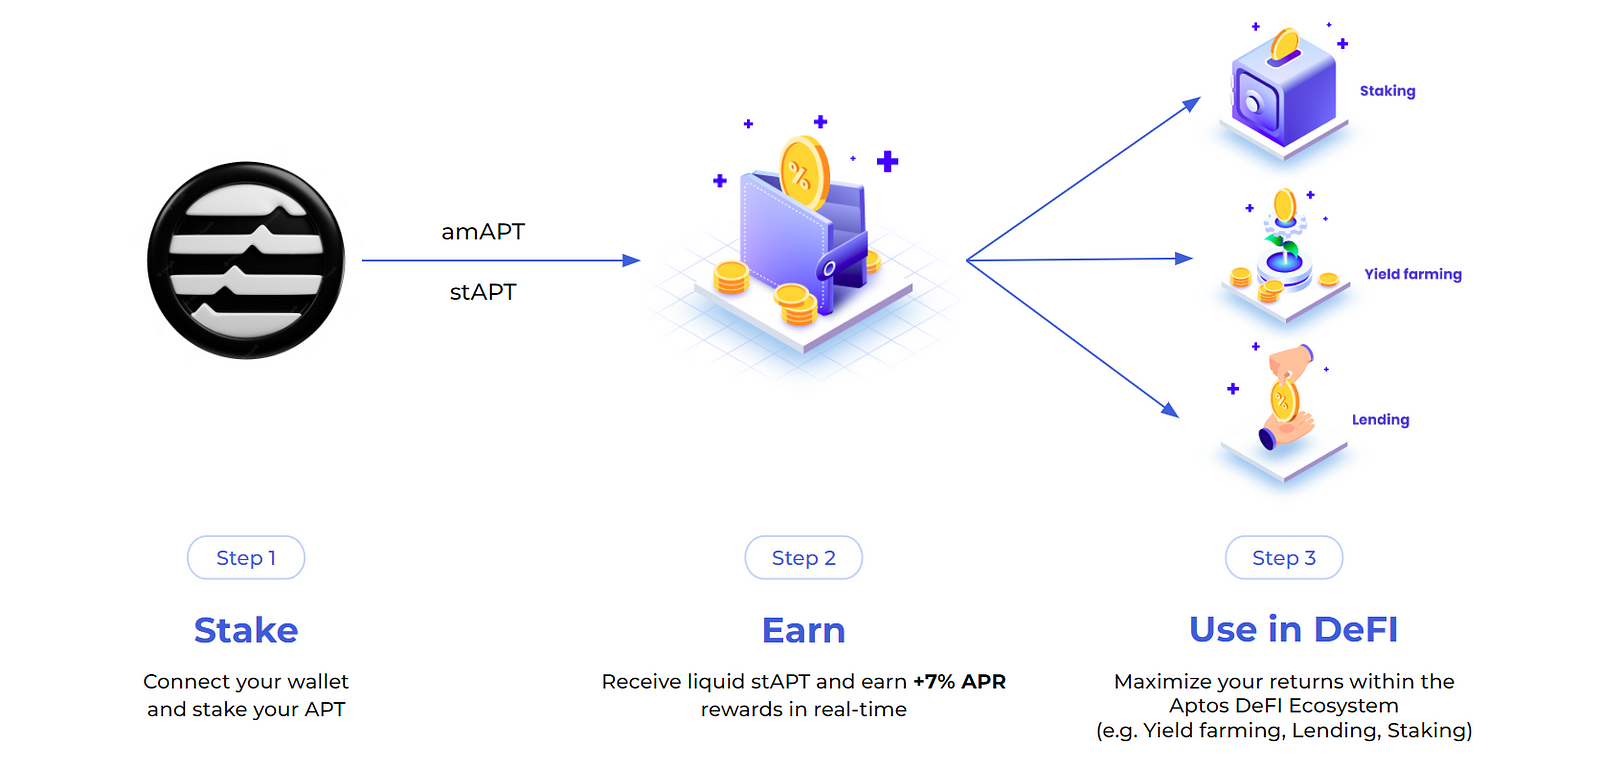 amAPT
stAPT
Staking
Yield farming
Lending
Step 1
Stake
Connect your wallet
and stake your APT
Step 2
Earn
Receive liquid stAPT and earn +7% APR
rewards in real-time
Step 3
Use in DeFI
Maximize your returns within the
Aptos DeFI Ecosystem
(e.g. Yield farming, Lending, Staking)